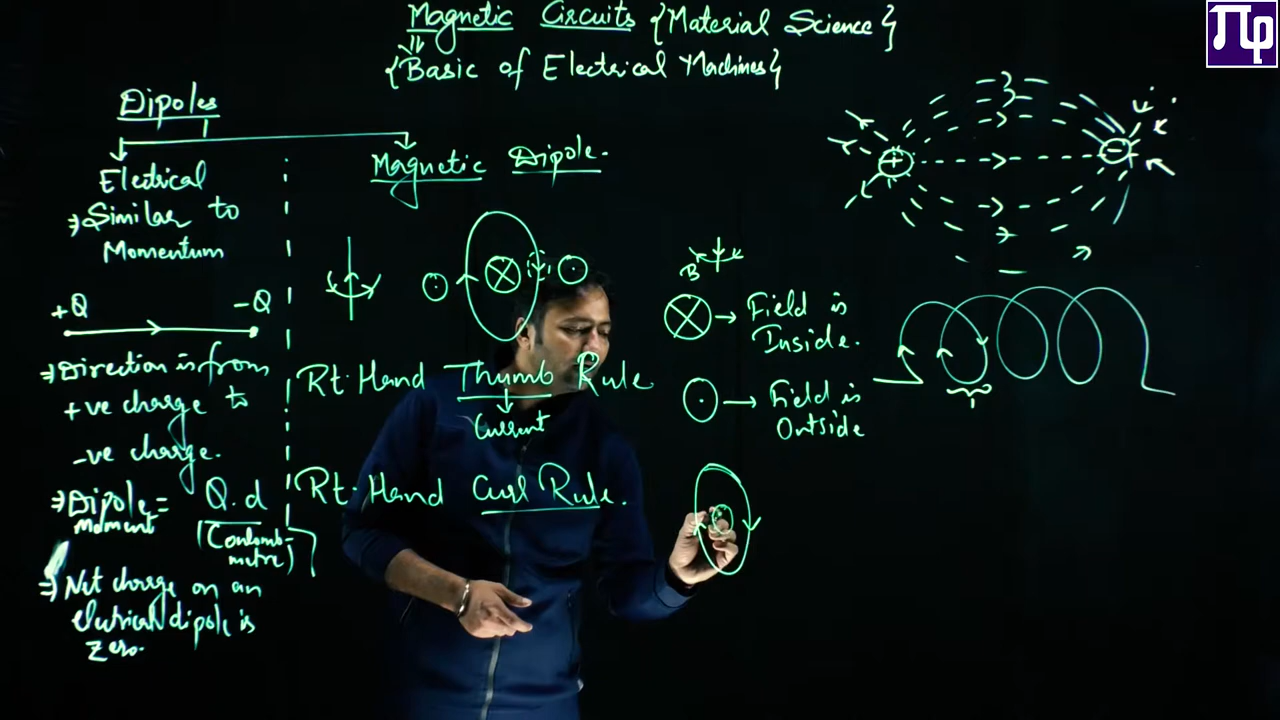 Magnetic Circuits {Material Science}
{Basic of Electrical Machines}
Dipoles
Electrical
⇒ Similar to
Momentum
+Q -Q
⇒ Direction is from
+ve charge to
-ve charge.
⇒ Dipole = Q.d
Moment
(Coulomb-
metre)
⇒ Net charge on an
electrical dipole is
zero.
Magnetic Dipole.
Rt. Hand Thumb Rule
Current
Rt. Hand Curl Rule.
B
→ Field is
Inside.
→ Field is
Outside
+ -
Πφ